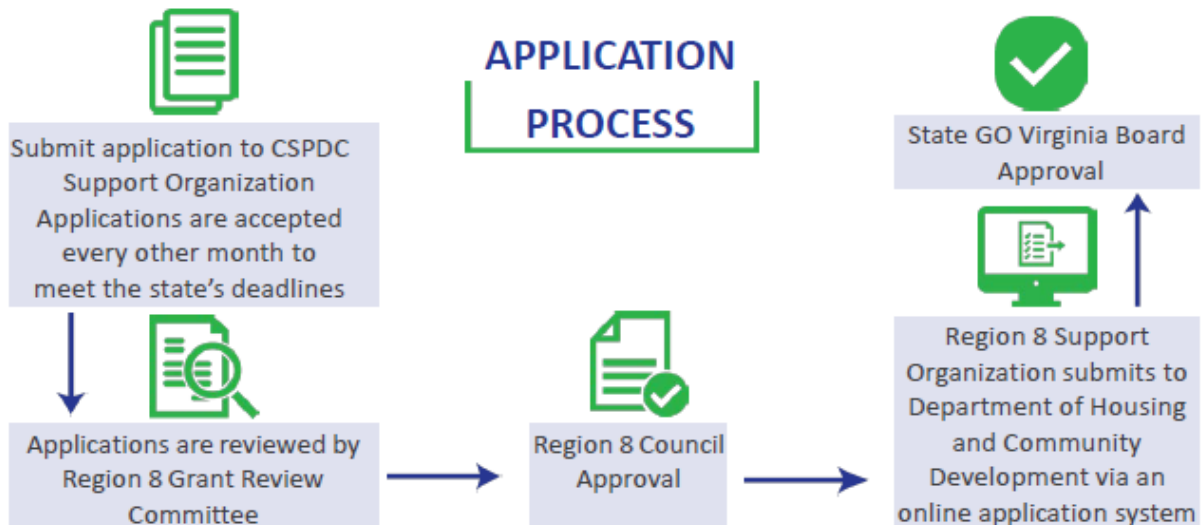 APPLICATION
PROCESS
Submit application to CSPDC
Support Organization
Applications are accepted
every other month to
meet the state’s deadlines
Applications are reviewed by
Region 8 Grant Review
Committee
Region 8 Council
Approval
Region 8 Support
Organization submits to
Department of Housing
and Community
Development via an
online application system
State GO Virginia Board
Approval